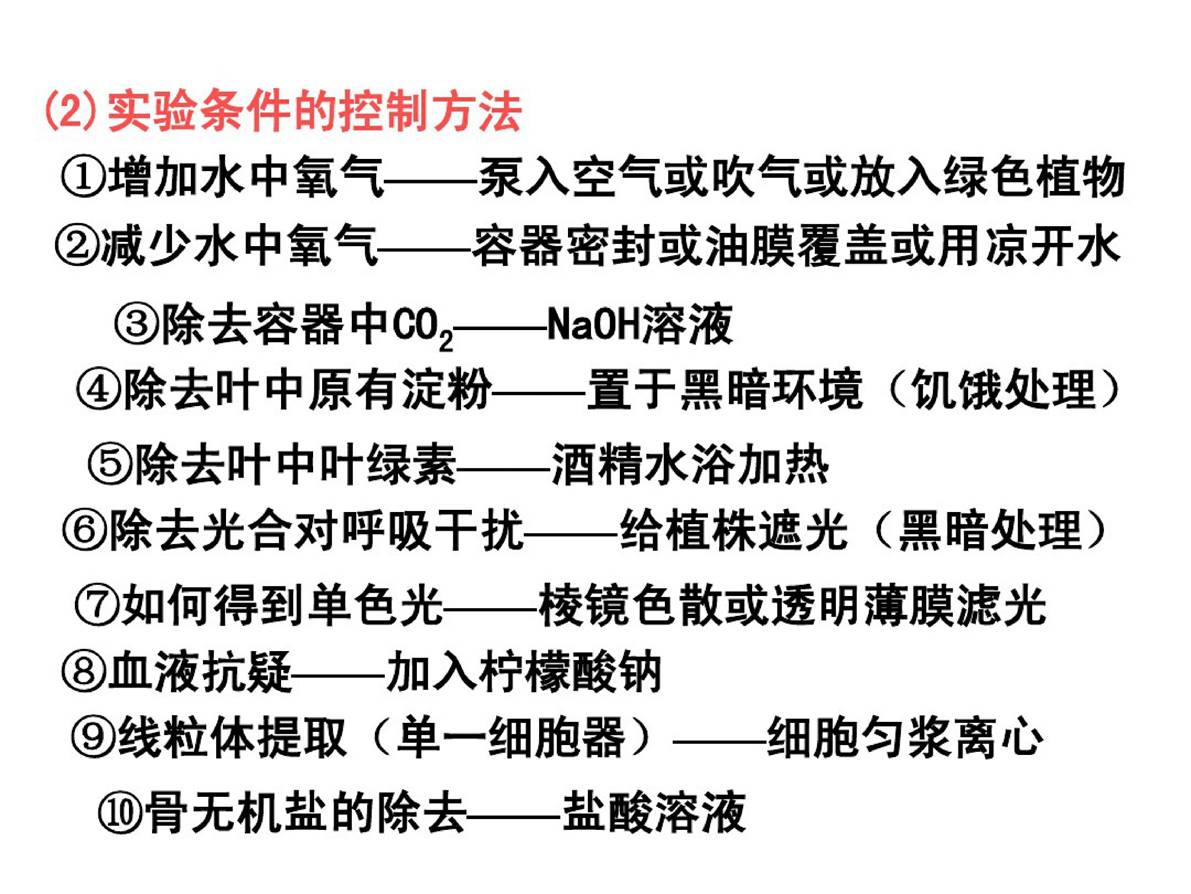 (2)实验条件的控制方法
①增加水中氧气——泵入空气或吹气或放入绿色植物
②减少水中氧气——容器密封或油膜覆盖或用凉开水
③除去容器中CO₂——NaOH溶液
④除去叶中原有淀粉——置于黑暗环境（饥饿处理）
⑤除去叶中叶绿素——酒精水浴加热
⑥除去光合对呼吸干扰——给植株遮光（黑暗处理）
⑦如何得到单色光——棱镜色散或透明薄膜滤光
⑧血液抗疑——加入柠檬酸钠
⑨线粒体提取（单一细胞器）——细胞匀浆离心
⑩骨无机盐的除去——盐酸溶液